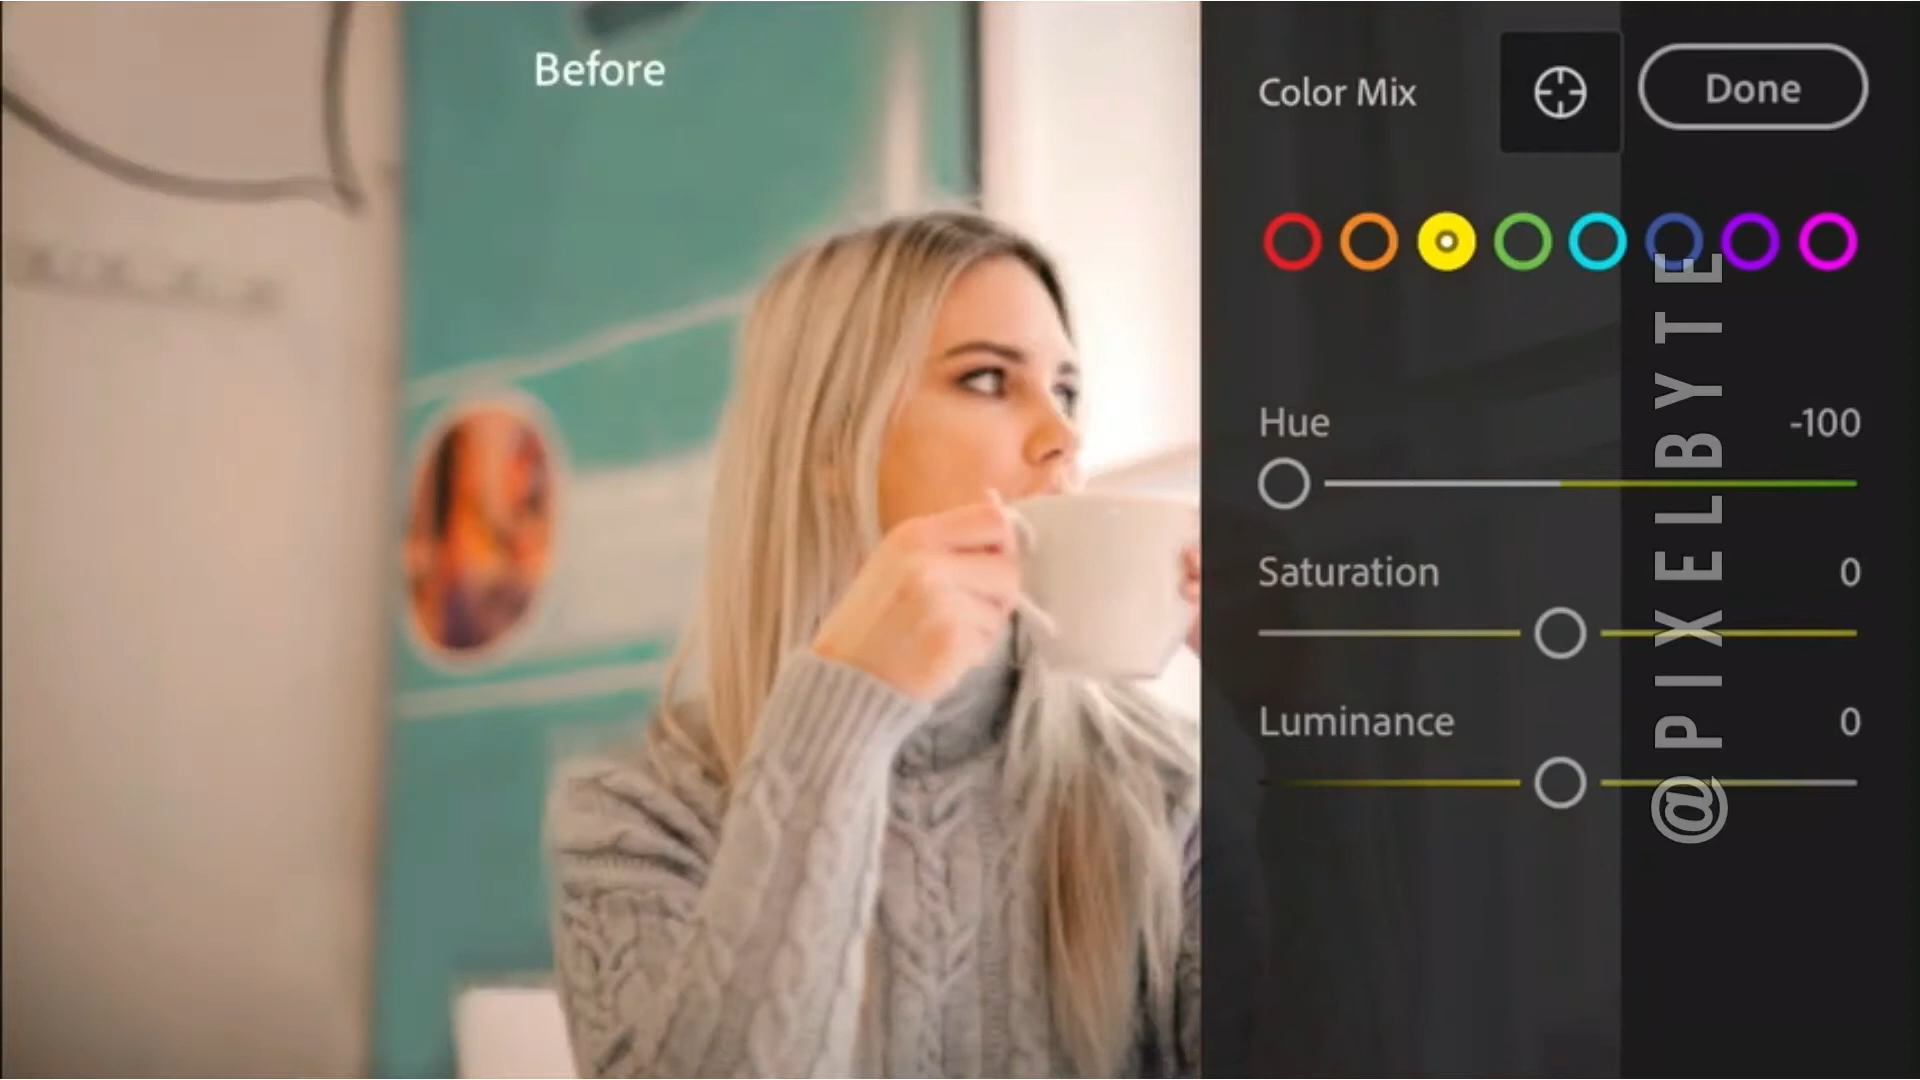 Before
Color Mix
Done
Hue
-100
Saturation
0
Luminance
0
@PIXELBYTE